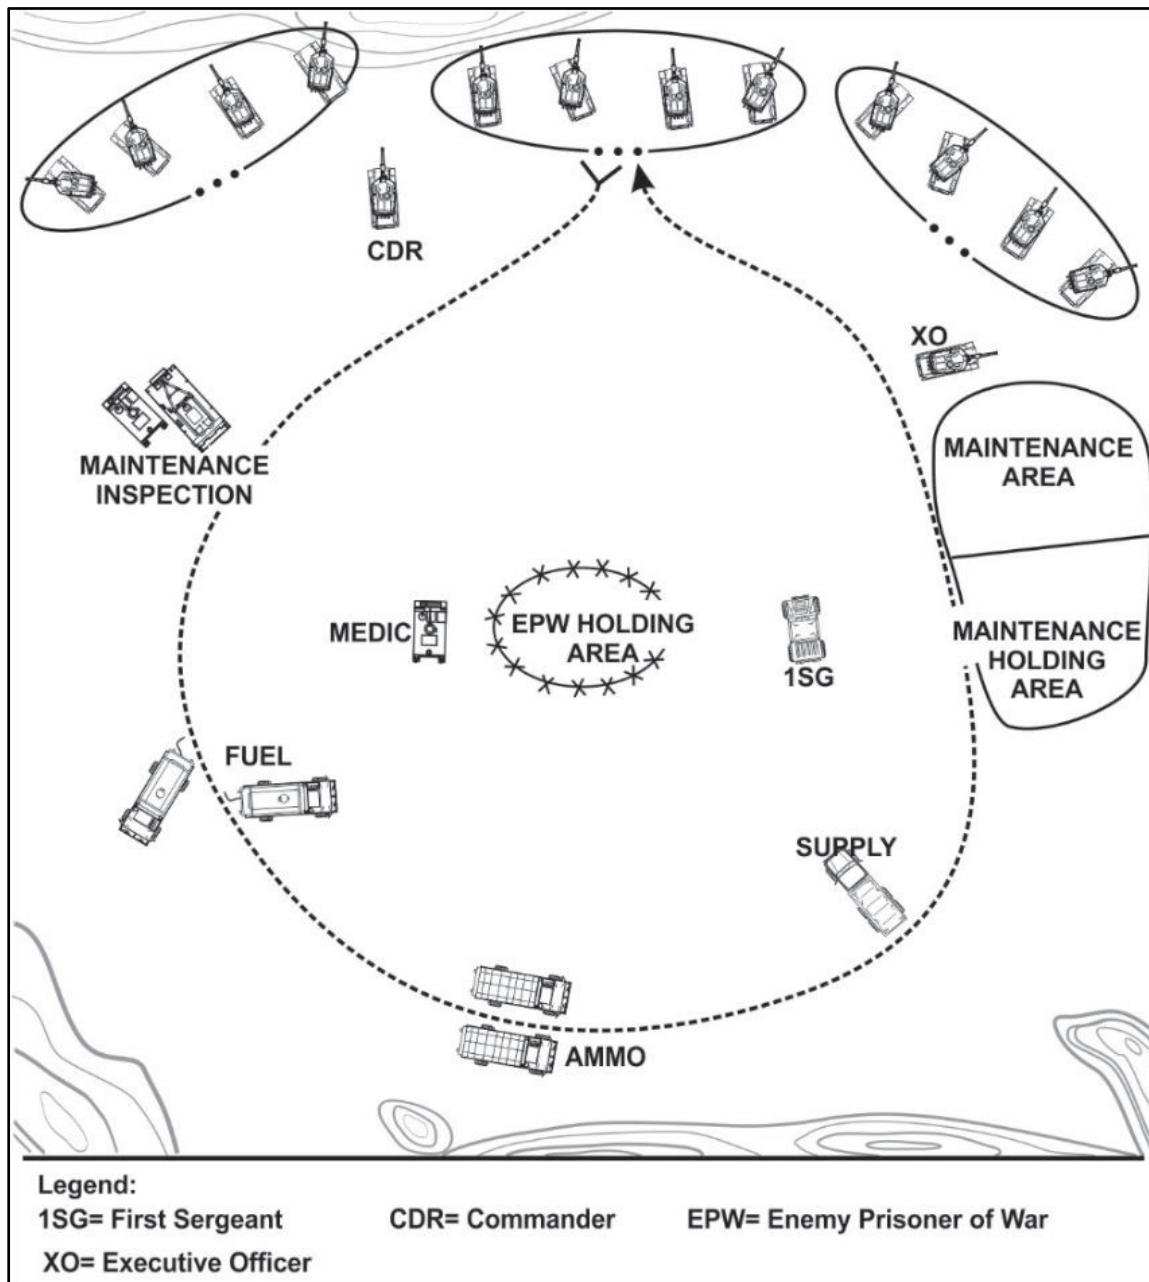 CDR
XO
MAINTENANCE
INSPECTION
MAINTENANCE
AREA
MEDIC
EPW HOLDING
AREA
1SG
MAINTENANCE
HOLDING
AREA
FUEL
SUPPLY
AMMO
Legend:
1SG= First Sergeant
CDR= Commander
EPW= Enemy Prisoner of War
XO= Executive Officer